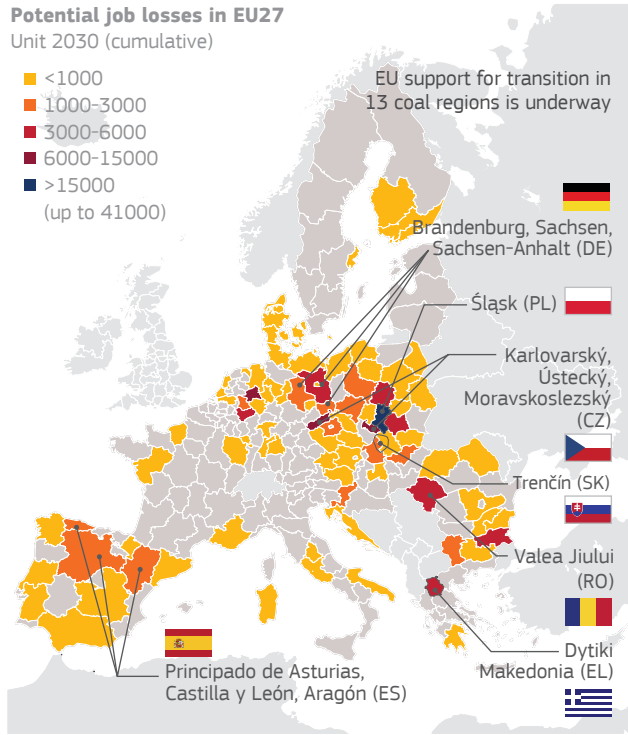 Potential job losses in EU27
Unit 2030 (cumulative)
<1000
1000-3000
3000-6000
6000-15000
>15000
(up to 41000)
EU support for transition in
13 coal regions is underway
Brandenburg, Sachsen,
Sachsen-Anhalt (DE)
Śląsk (PL)
Karlovarský,
Ústecký,
Moravskoslezský
(CZ)
Trenčín (SK)
Valea Jiului
(RO)
Dytiki
Makedonia (EL)
Principado de Asturias,
Castilla y León, Aragón (ES)